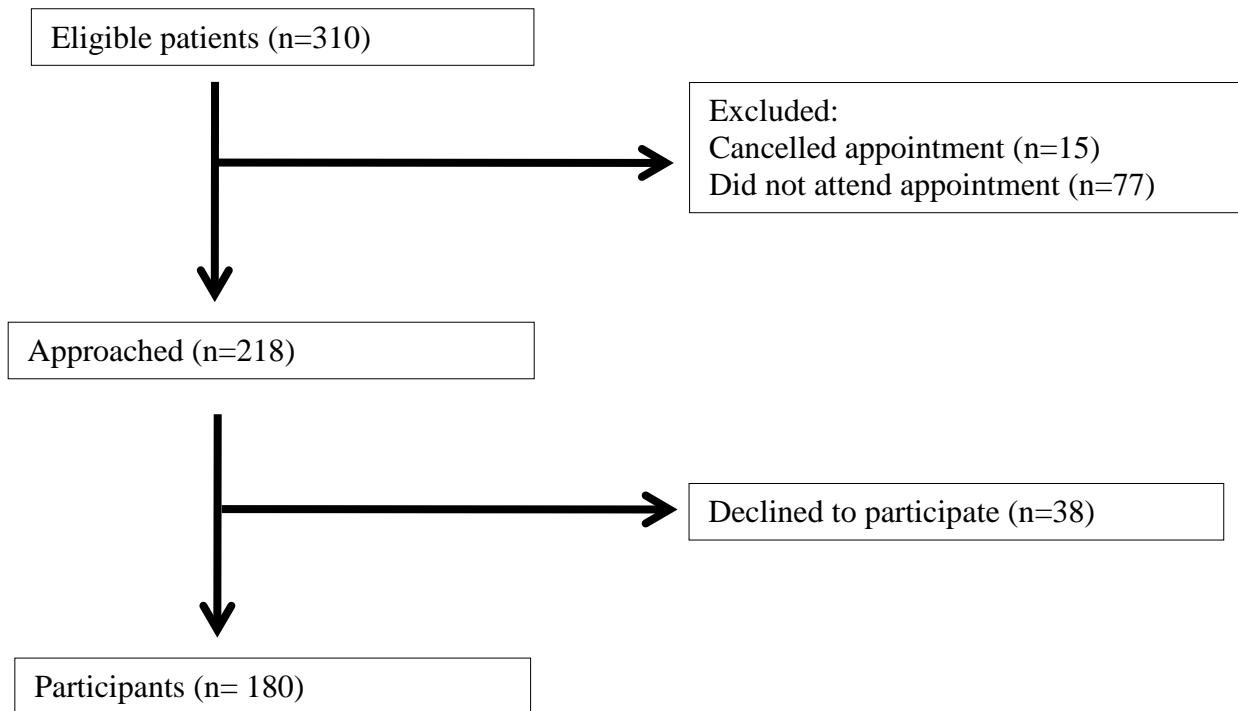 Eligible patients (n=310)
Excluded:
Cancelled appointment (n=15)
Did not attend appointment (n=77)
Approached (n=218)
Declined to participate (n=38)
Participants (n= 180)